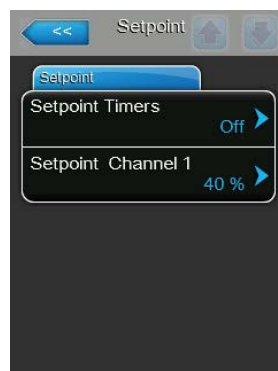 <<
Setpoint
Setpoint
Setpoint Timers
Off
Setpoint Channel 1
40 %